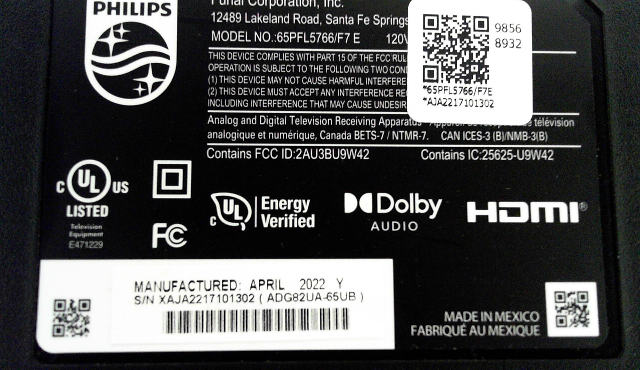 PHILIPS
Funai Corporation, Inc.
12489 Lakeland Road, Santa Fe Springs
MODEL NO.:65PFL5766/F7 E 120V
THIS DEVICE COMPLIES WITH PART 15 OF THE FCC RULE
OPERATION IS SUBJECT TO THE FOLLOWING TWO COND
(1) THIS DEVICE MAY NOT CAUSE HARMFUL INTERFERE
(2) THIS DEVICE MUST ACCEPT ANY INTERFERENCE REC
INCLUDING INTERFERENCE THAT MAY CAUSE UNDESIR
9856
8932
*65PFL5766/F7E
*AJA2217101302
Analog and Digital Television Receiving Apparatus télévision
analogique et numérique, Canada BETS-7 / NTMR-7. CAN ICES-3 (B)/NMB-3(B)
Contains FCC ID:2AU3BU9W42 Contains IC:25625-U9W42
C UL US
LISTED
Television
Equipment
E471229
FC
C UL Energy
Verified
Dolby
AUDIO
HDMI®
MANUFACTURED: APRIL 2022 Y
S/N XAJA2217101302 ( ADG82UA-65UB )
MADE IN MEXICO
FABRIQUÉ AU MEXIQUE